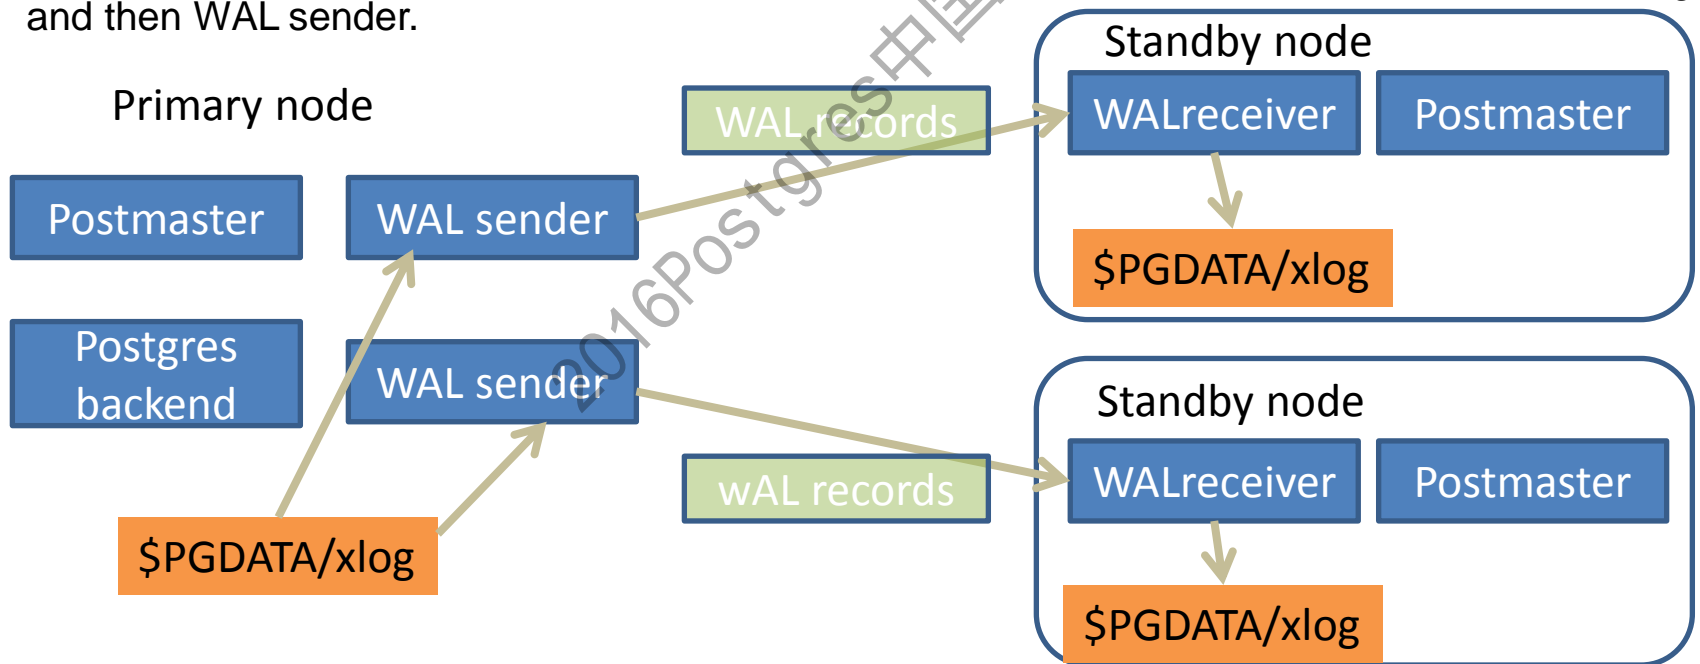 and then WAL sender.
Primary node
Postmaster
WAL sender
Postgres
backend
WAL sender
$PGDATA/xlog
WAL records
wAL records
Standby node
WALreceiver
Postmaster
$PGDATA/xlog
Standby node
WALreceiver
Postmaster
$PGDATA/xlog
2016Postgres中国